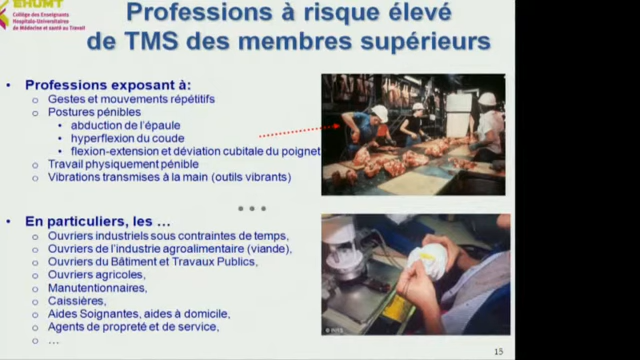 EHUMT
Collège des Enseignants
Hospitalo-Universitaires
de Médecine et santé au Travail
Professions à risque élevé
de TMS des membres supérieurs
• Professions exposant à:
o Gestes et mouvements répétitifs
o Postures pénibles
• abduction de l'épaule
• hyperflexion du coude
• flexion-extension et déviation cubitale du poignet
o Travail physiquement pénible
o Vibrations transmises à la main (outils vibrants)
• • •
• En particuliers, les …
o Ouvriers industriels sous contraintes de temps,
o Ouvriers de l'industrie agroalimentaire (viande),
o Ouvriers du Bâtiment et Travaux Publics,
o Ouvriers agricoles,
o Manutentionnaires,
o Caissières,
o Aides Soignantes, aides à domicile,
o Agents de propreté et de service,
o …
15